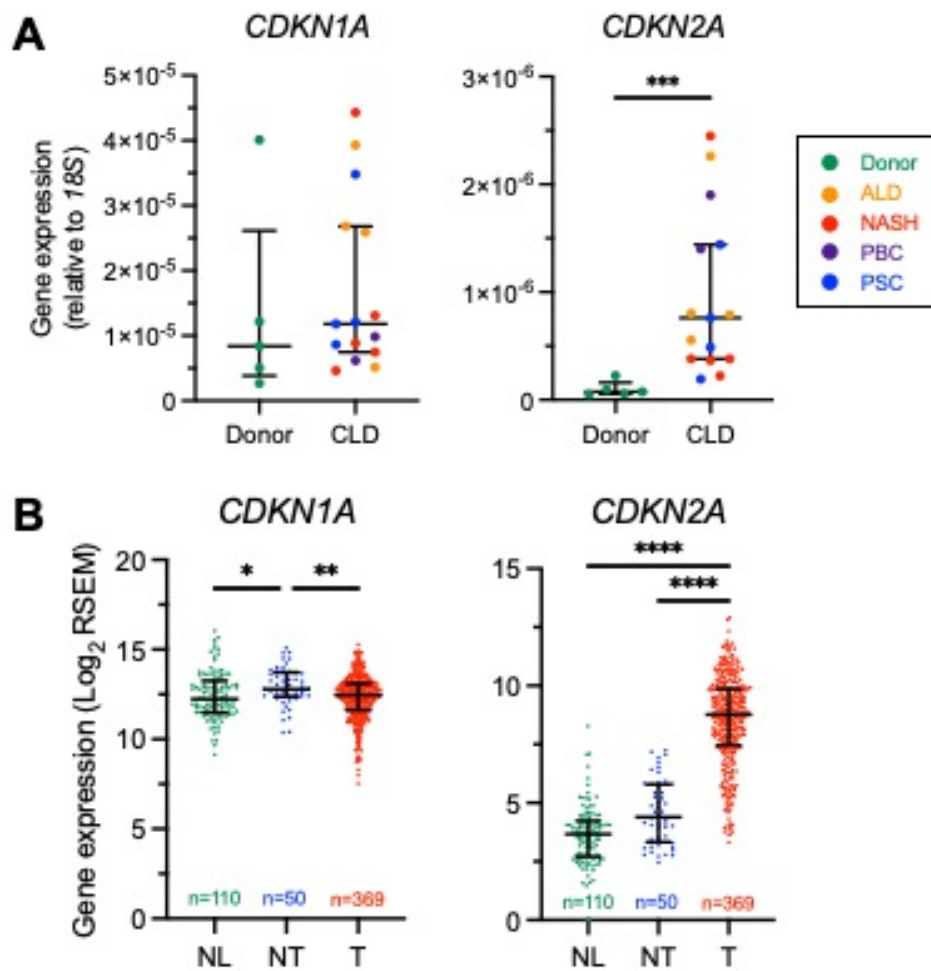 A
CDKN1A
CDKN2A
Gene expression
(relative to 18S)
5×10⁻⁵
4×10⁻⁵
3×10⁻⁵
2×10⁻⁵
1×10⁻⁵
0
Donor
CLD
3×10⁻⁶
2×10⁻⁶
1×10⁻⁶
0
***
Donor
CLD
Donor
ALD
NASH
PBC
PSC
B
CDKN1A
CDKN2A
Gene expression (Log₂ RSEM)
20
15
10
5
0
*
**
n=110
n=50
n=369
NL
NT
T
15
10
5
0
****
****
n=110
n=50
n=369
NL
NT
T